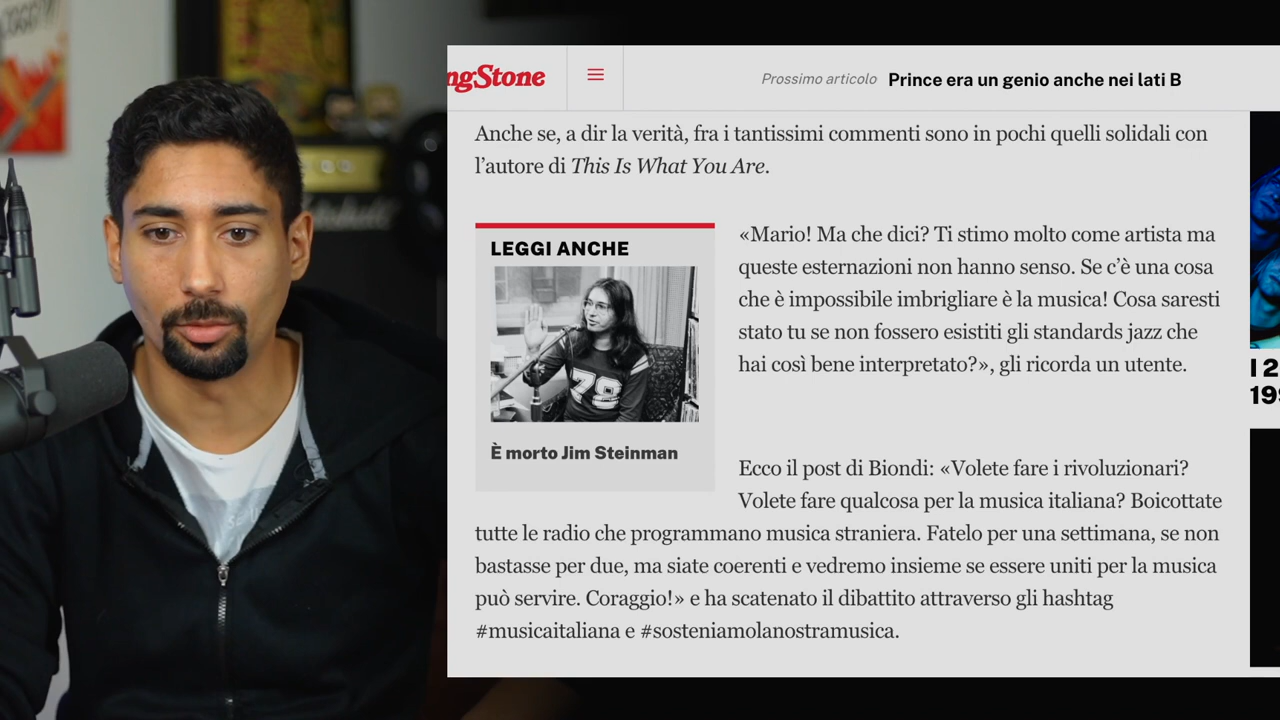 ngStone
Prossimo articolo Prince era un genio anche nei lati B
Anche se, a dir la verità, fra i tantissimi commenti sono in pochi quelli solidali con
l'autore di This Is What You Are.
LEGGI ANCHE
78
È morto Jim Steinman
«Mario! Ma che dici? Ti stimo molto come artista ma
queste esternazioni non hanno senso. Se c'è una cosa
che è impossibile imbrigliare è la musica! Cosa saresti
stato tu se non fossero esistiti gli standards jazz che
hai così bene interpretato?», gli ricorda un utente.
Ecco il post di Biondi: «Volete fare i rivoluzionari?
Volete fare qualcosa per la musica italiana? Boicottate
tutte le radio che programmano musica straniera. Fatelo per una settimana, se non
bastasse per due, ma siate coerenti e vedremo insieme se essere uniti per la musica
può servire. Coraggio!» e ha scatenato il dibattito attraverso gli hashtag
#musicaitaliana e #sosteniamolanostramusica.
I 2
199
Marshall